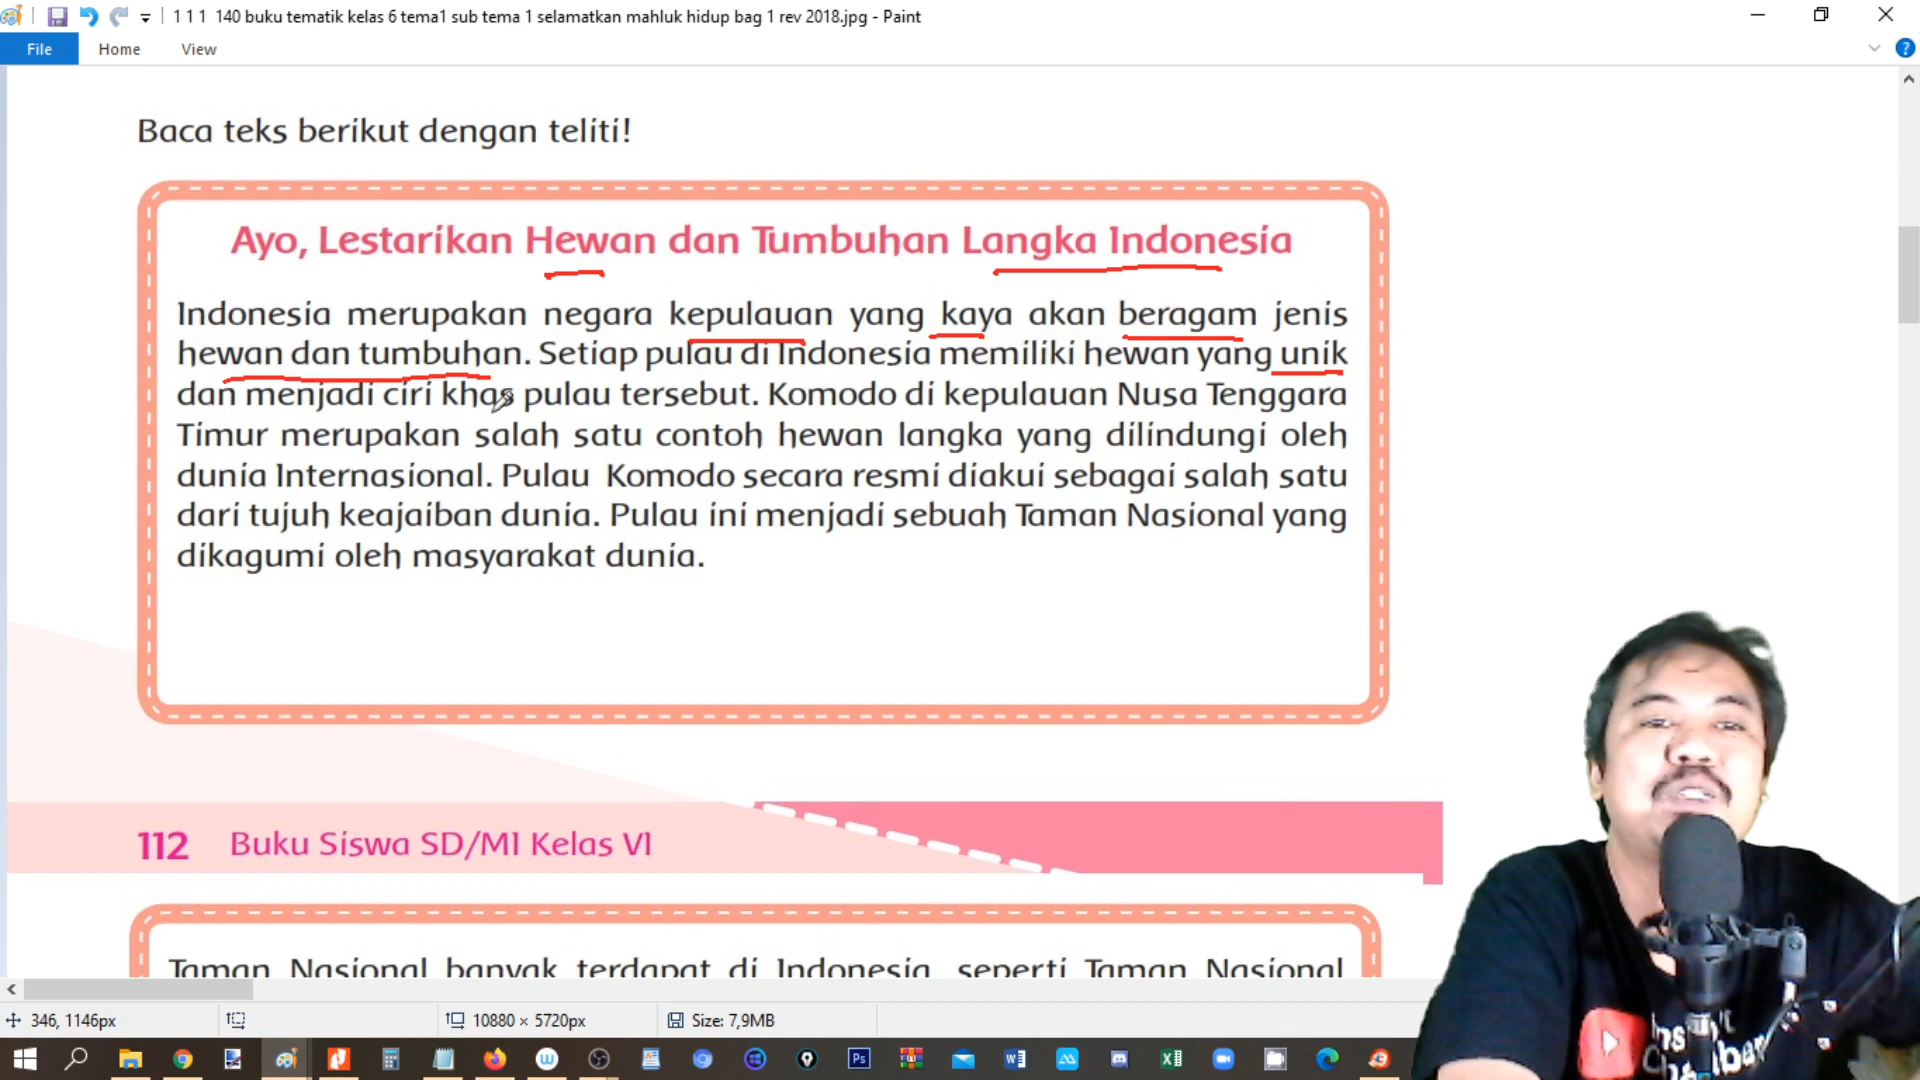 1 1 1 140 buku tematik kelas 6 tema1 sub tema 1 selamatkan mahluk hidup bag 1 rev 2018.jpg - Paint
File Home View
Baca teks berikut dengan teliti!
Ayo, Lestarikan Hewan dan Tumbuhan Langka Indonesia
Indonesia merupakan negara kepulauan yang kaya akan beragam jenis
hewan dan tumbuhan. Setiap pulau di Indonesia memiliki hewan yang unik
dan menjadi ciri khas pulau tersebut. Komodo di kepulauan Nusa Tenggara
Timur merupakan salah satu contoh hewan langka yang dilindungi oleh
dunia Internasional. Pulau Komodo secara resmi diakui sebagai salah satu
dari tujuh keajaiban dunia. Pulau ini menjadi sebuah Taman Nasional yang
dikagumi oleh masyarakat dunia.
112 Buku Siswa SD/MI Kelas VI
Taman Nasional banyak terdapat di Indonesia, seperti Taman Nasional
346, 1146px 10880 × 5720px Size: 7,9MB
Ps